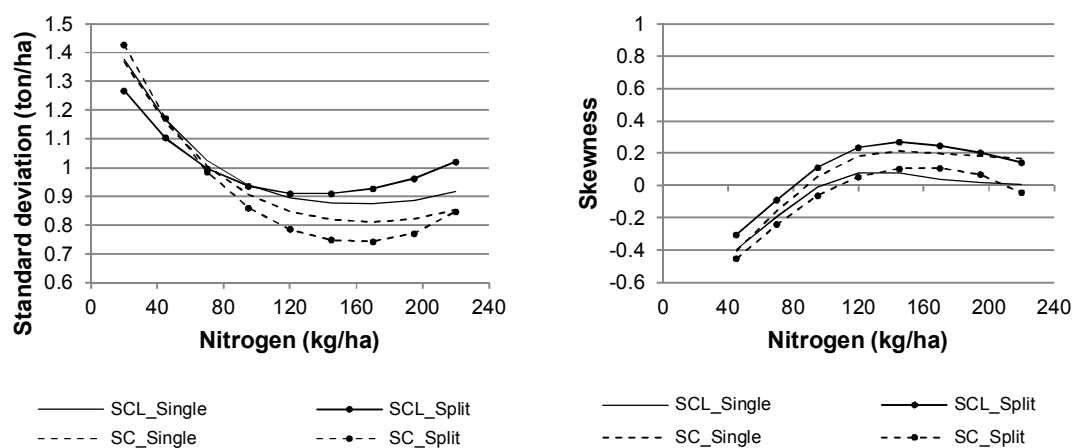 Standard deviation (ton/ha)
1.5
1.4
1.3
1.2
1.1
1
0.9
0.8
0.7
0.6
0 40 80 120 160 200 240
Nitrogen (kg/ha)
SCL_Single SCL_Split
SC_Single SC_Split
Skewness
1
0.8
0.6
0.4
0.2
0
-0.2
-0.4
-0.6
0 40 80 120 160 200 240
Nitrogen (kg/ha)
SCL_Single SCL_Split
SC_Single SC_Split